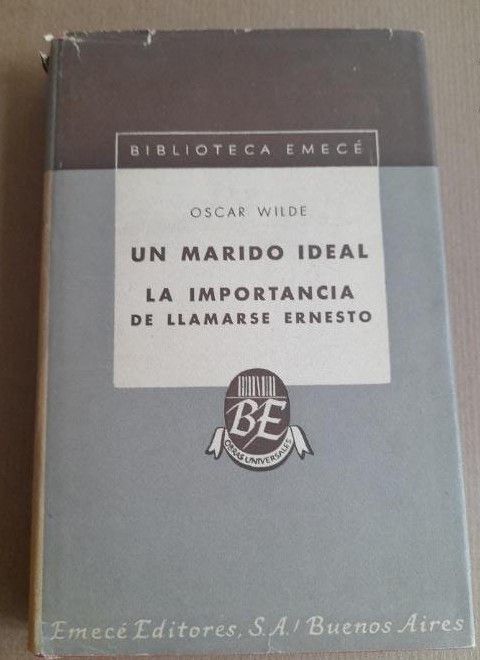 BIBLIOTECA EMECÉ
OSCAR WILDE
UN MARIDO IDEAL
LA IMPORTANCIA
DE LLAMARSE ERNESTO
BE
OBRAS UNIVERSALES
Emecé Editores, S.A. / Buenos Aires